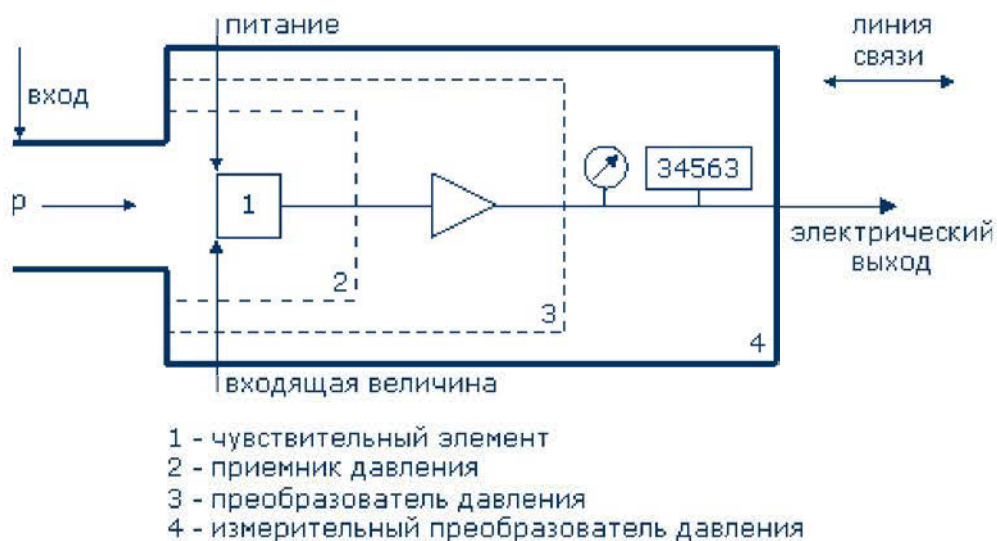 питание
линия
связи
вход
34563
p
1
электрический
выход
2
3
4
входящая величина
1 - чувствительный элемент
2 - приемник давления
3 - преобразователь давления
4 - измерительный преобразователь давления